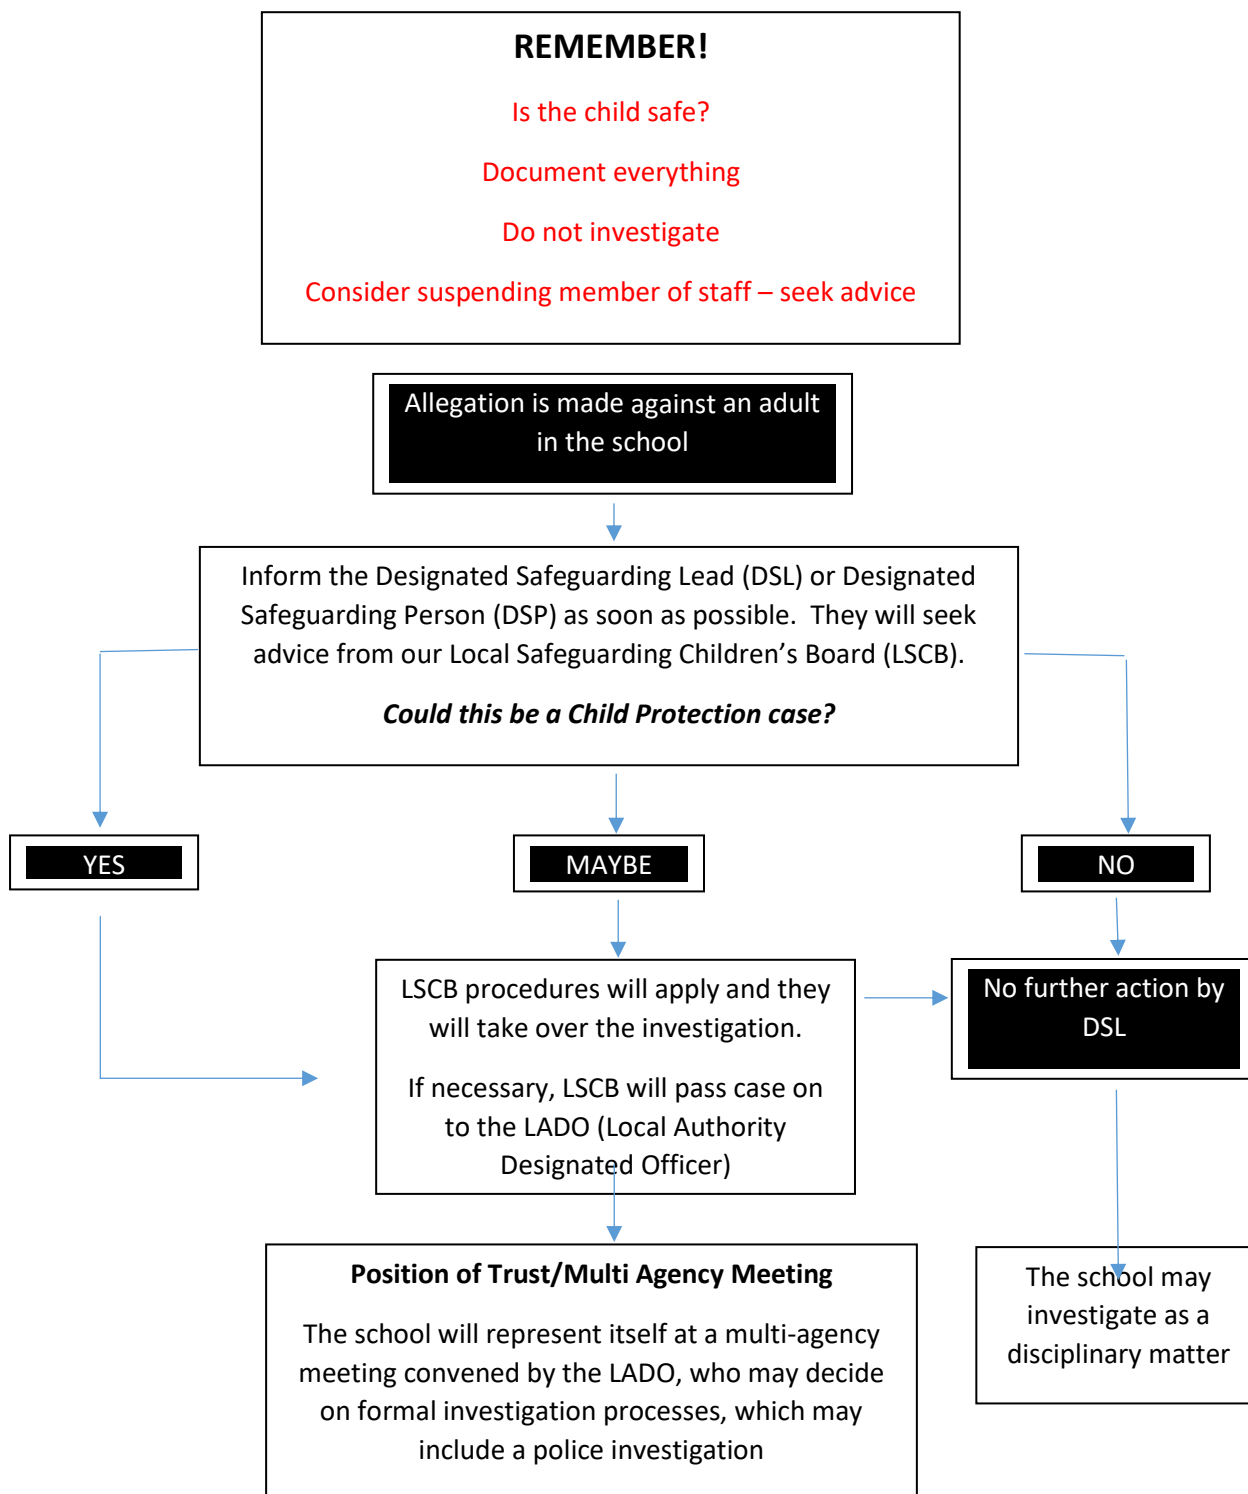 REMEMBER!
Is the child safe?
Document everything
Do not investigate
Consider suspending member of staff – seek advice
Allegation is made against an adult
in the school
Inform the Designated Safeguarding Lead (DSL) or Designated
Safeguarding Person (DSP) as soon as possible.  They will seek
advice from our Local Safeguarding Children’s Board (LSCB).
Could this be a Child Protection case?
YES
MAYBE
NO
LSCB procedures will apply and they
will take over the investigation.
If necessary, LSCB will pass case on
to the LADO (Local Authority
Designated Officer)
No further action by
DSL
Position of Trust/Multi Agency Meeting
The school will represent itself at a multi-agency
meeting convened by the LADO, who may decide
on formal investigation processes, which may
include a police investigation
The school may
investigate as a
disciplinary matter